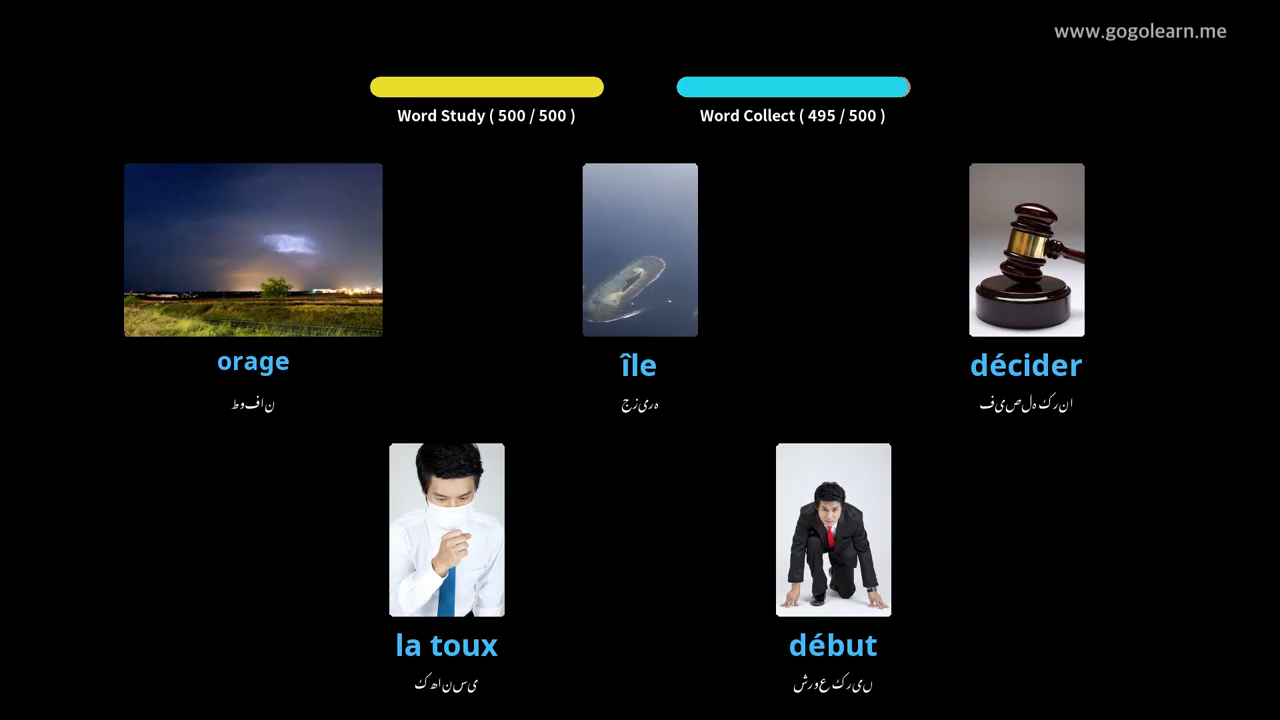 www.gogolearn.me
Word Study ( 500 / 500 )
Word Collect ( 495 / 500 )
orage
طوفان
île
جزیرہ
décider
فیصلہ کرنا
la toux
کھانسی
début
شروع کریں